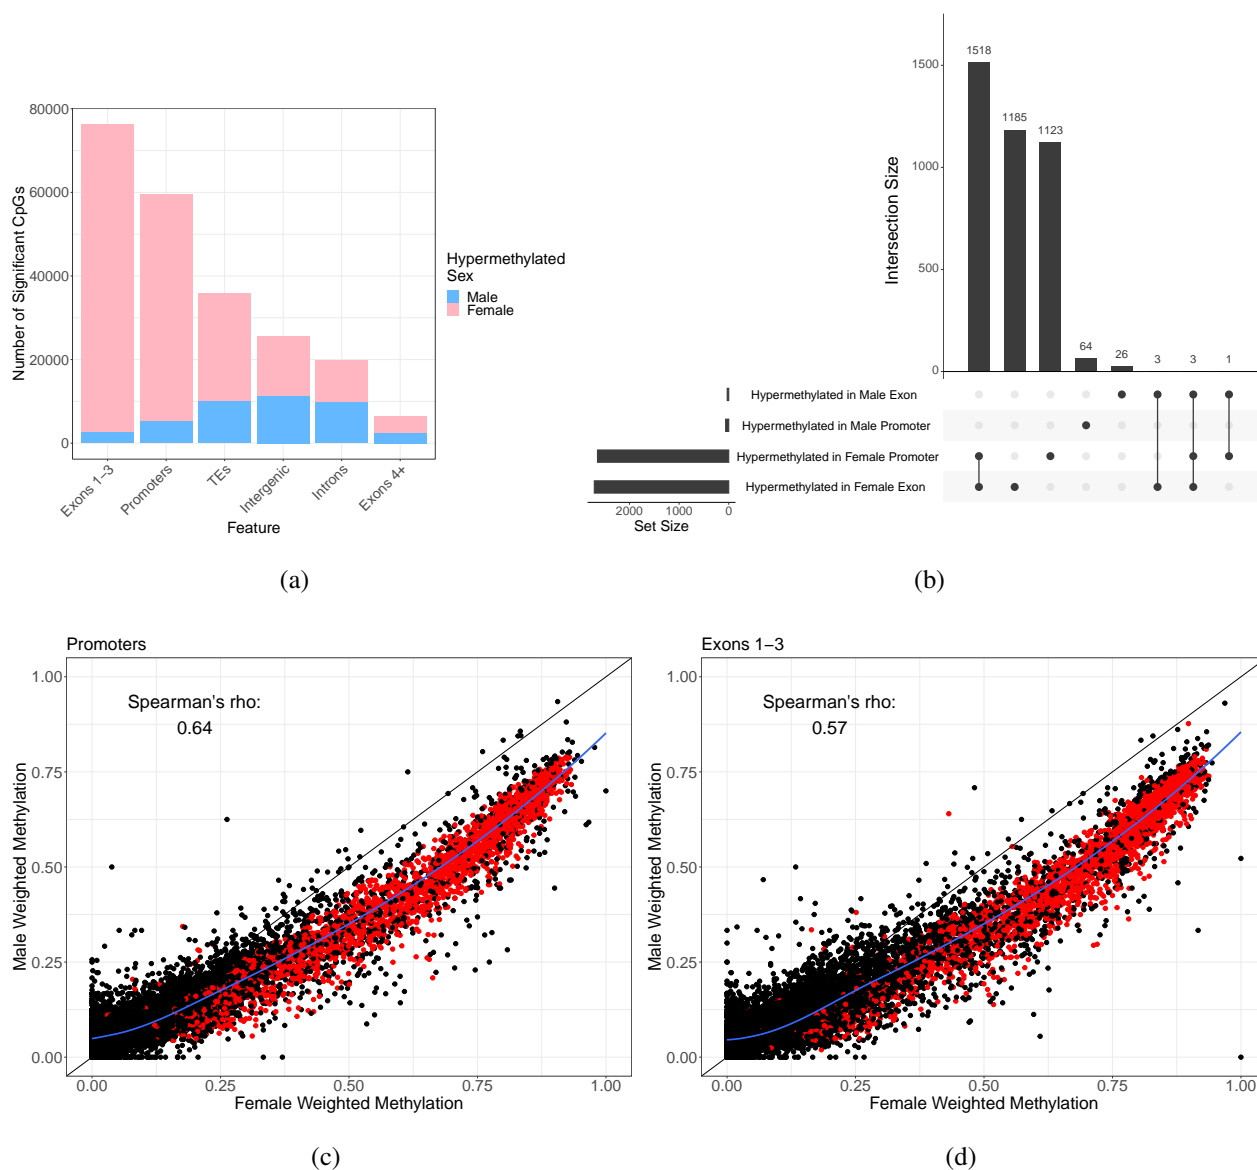 80000
60000
40000
20000
0
Number of Significant CpGs
Exons 1−3
Promoters
TEs
Intergenic
Introns
Exons 4+
Feature
Hypermethylated
Sex
Male
Female
(a)
1500
1000
500
0
Intersection Size
1518
1185
1123
64
26
3
3
1
Hypermethylated in Male Exon
Hypermethylated in Male Promoter
Hypermethylated in Female Promoter
Hypermethylated in Female Exon
2000
1000
0
Set Size
(b)
Promoters
Spearman's rho:
0.64
1.00
0.75
0.50
0.25
0.00
Male Weighted Methylation
0.00
0.25
0.50
0.75
1.00
Female Weighted Methylation
(c)
Exons 1−3
Spearman's rho:
0.57
1.00
0.75
0.50
0.25
0.00
Male Weighted Methylation
0.00
0.25
0.50
0.75
1.00
Female Weighted Methylation
(d)